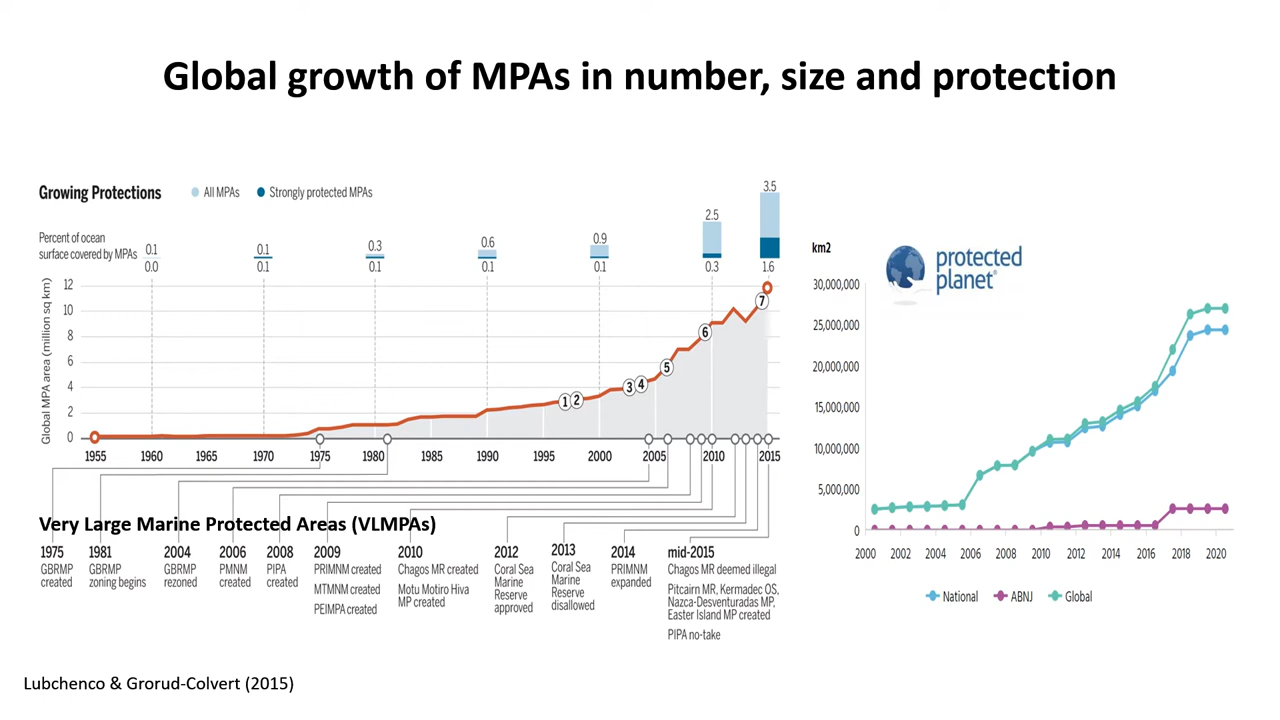 Global growth of MPAs in number, size and protection
Growing Protections
All MPAs
Strongly protected MPAs
Percent of ocean
surface covered by MPAs
0.1
0.0
0.1
0.1
0.3
0.1
0.6
0.1
0.9
0.1
2.5
0.3
3.5
1.6
Global MPA area (million sq km)
12
10
8
6
4
2
0
1
2
3
4
5
6
7
1955
1960
1965
1970
1975
1980
1985
1990
1995
2000
2005
2010
2015
Very Large Marine Protected Areas (VLMPAs)
1975
GBRMP
created
1981
GBRMP
zoning begins
2004
GBRMP
rezoned
2006
PMNM
created
2008
PIPA
created
2009
PRIMNM created
MTMNM created
PEIMPA created
2010
Chagos MR created
Motu Motiro Hiva
MP created
2012
Coral Sea
Marine
Reserve
approved
2013
Coral Sea
Marine
Reserve
disallowed
2014
PRIMNM
expanded
mid-2015
Chagos MR deemed illegal
Pitcairn MR, Kermadec OS,
Nazca-Desventuradas MP,
Easter Island MP created
PIPA no-take
km2
protected
planet®
30,000,000
25,000,000
20,000,000
15,000,000
10,000,000
5,000,000
0
2000
2002
2004
2006
2008
2010
2012
2014
2016
2018
2020
National
ABNJ
Global
Lubchenco & Grorud-Colvert (2015)